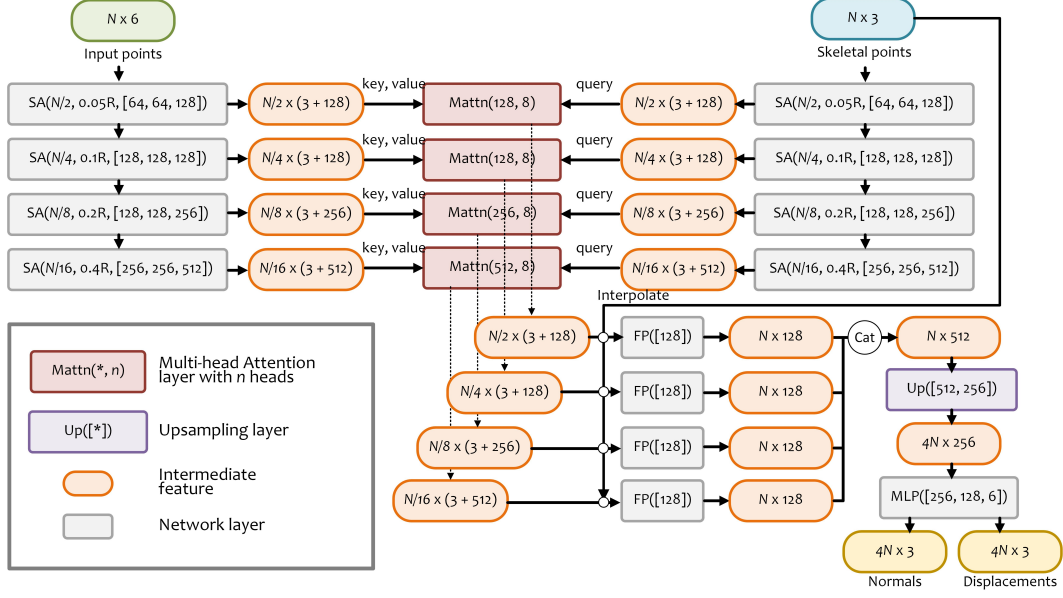 N x 6
Input points
N x 3
Skeletal points
SA(N/2, 0.05R, [64, 64, 128])
N/2 x (3 + 128)
key, value
Mattn(128, 8)
query
N/2 x (3 + 128)
SA(N/2, 0.05R, [64, 64, 128])
SA(N/4, 0.1R, [128, 128, 128])
N/4 x (3 + 128)
key, value
Mattn(128, 8)
query
N/4 x (3 + 128)
SA(N/4, 0.1R, [128, 128, 128])
SA(N/8, 0.2R, [128, 128, 256])
N/8 x (3 + 256)
key, value
Mattn(256, 8)
query
N/8 x (3 + 256)
SA(N/8, 0.2R, [128, 128, 256])
SA(N/16, 0.4R, [256, 256, 512])
N/16 x (3 + 512)
key, value
Mattn(512, 8)
query
N/16 x (3 + 512)
SA(N/16, 0.4R, [256, 256, 512])
Interpolate
N/2 x (3 + 128)
FP([128])
N x 128
Cat
N x 512
N/4 x (3 + 128)
FP([128])
N x 128
Up([512, 256])
N/8 x (3 + 256)
FP([128])
N x 128
4N x 256
N/16 x (3 + 512)
FP([128])
N x 128
MLP([256, 128, 6])
4N x 3
Normals
4N x 3
Displacements
Mattn(*, n)
Multi-head Attention
layer with n heads
Up([*])
Upsampling layer
Intermediate
feature
Network layer